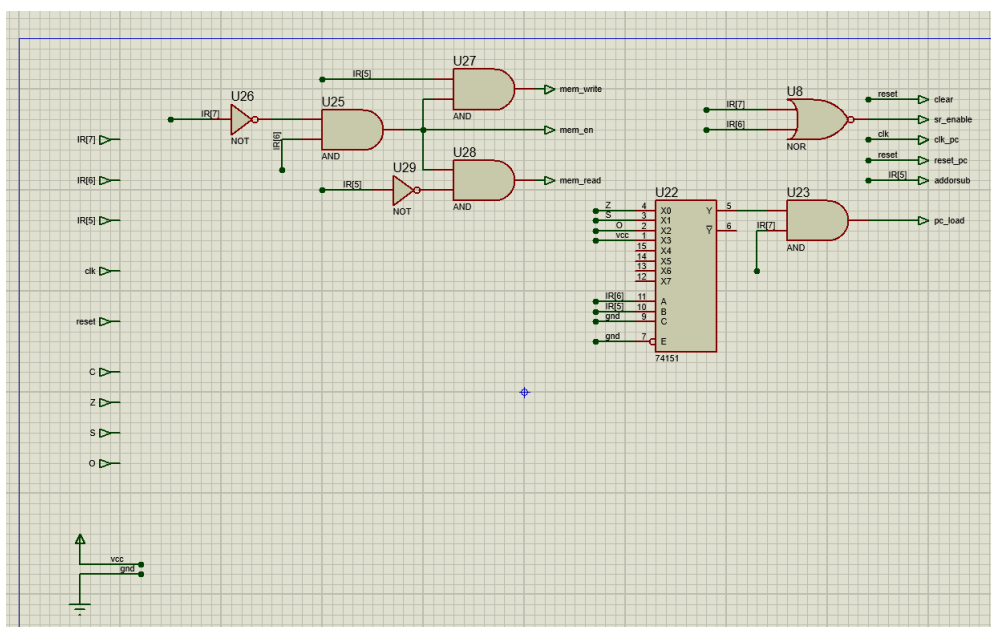 U27
IR[5]
mem_write
AND
U26
IR[7]
NOT
U25
IR[6]
AND
mem_en
U28
mem_read
AND
U29
IR[5]
NOT
U8
IR[7]
IR[6]
NOR
reset
clear
sr_enable
clk
clk_pc
reset
reset_pc
IR[5]
addorsub
IR[7]
IR[6]
IR[5]
clk
reset
C
Z
S
O
U22
Z 4 X0 Y 5
S 3 X1
O 2 X2 Y 6
vcc 1 X3
15 X4
14 X5
13 X6
12 X7
IR[6] 11 A
IR[5] 10 B
gnd 9 C
gnd 7 E
74151
U23
IR[7]
AND
pc_load
vcc
gnd